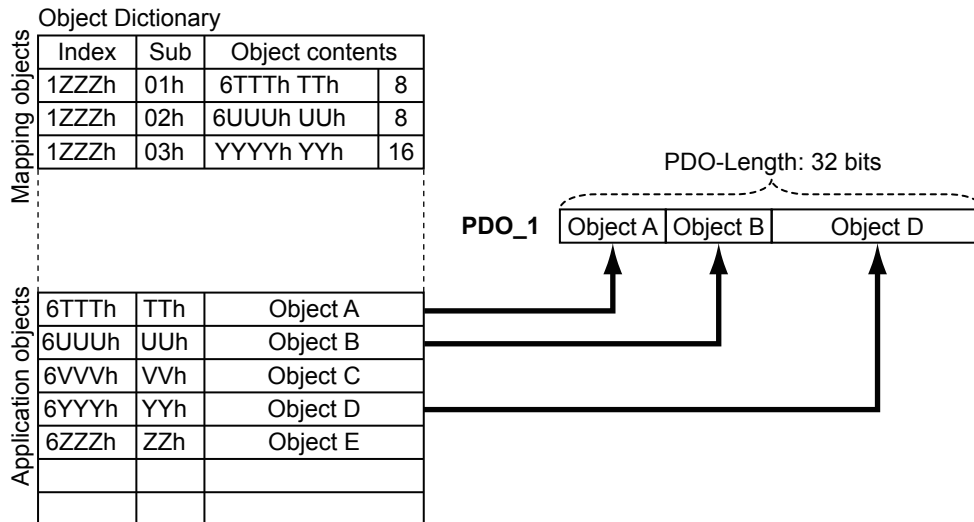 Object Dictionary
Mapping objects
Index Sub Object contents
1ZZZh 01h 6TTTh TTh 8
1ZZZh 02h 6UUUh UUh 8
1ZZZh 03h YYYYh YYh 16
PDO-Length: 32 bits
PDO_1 Object A Object B Object D
Application objects
6TTTh TTh Object A
6UUUh UUh Object B
6VVVh VVh Object C
6YYYh YYh Object D
6ZZZh ZZh Object E